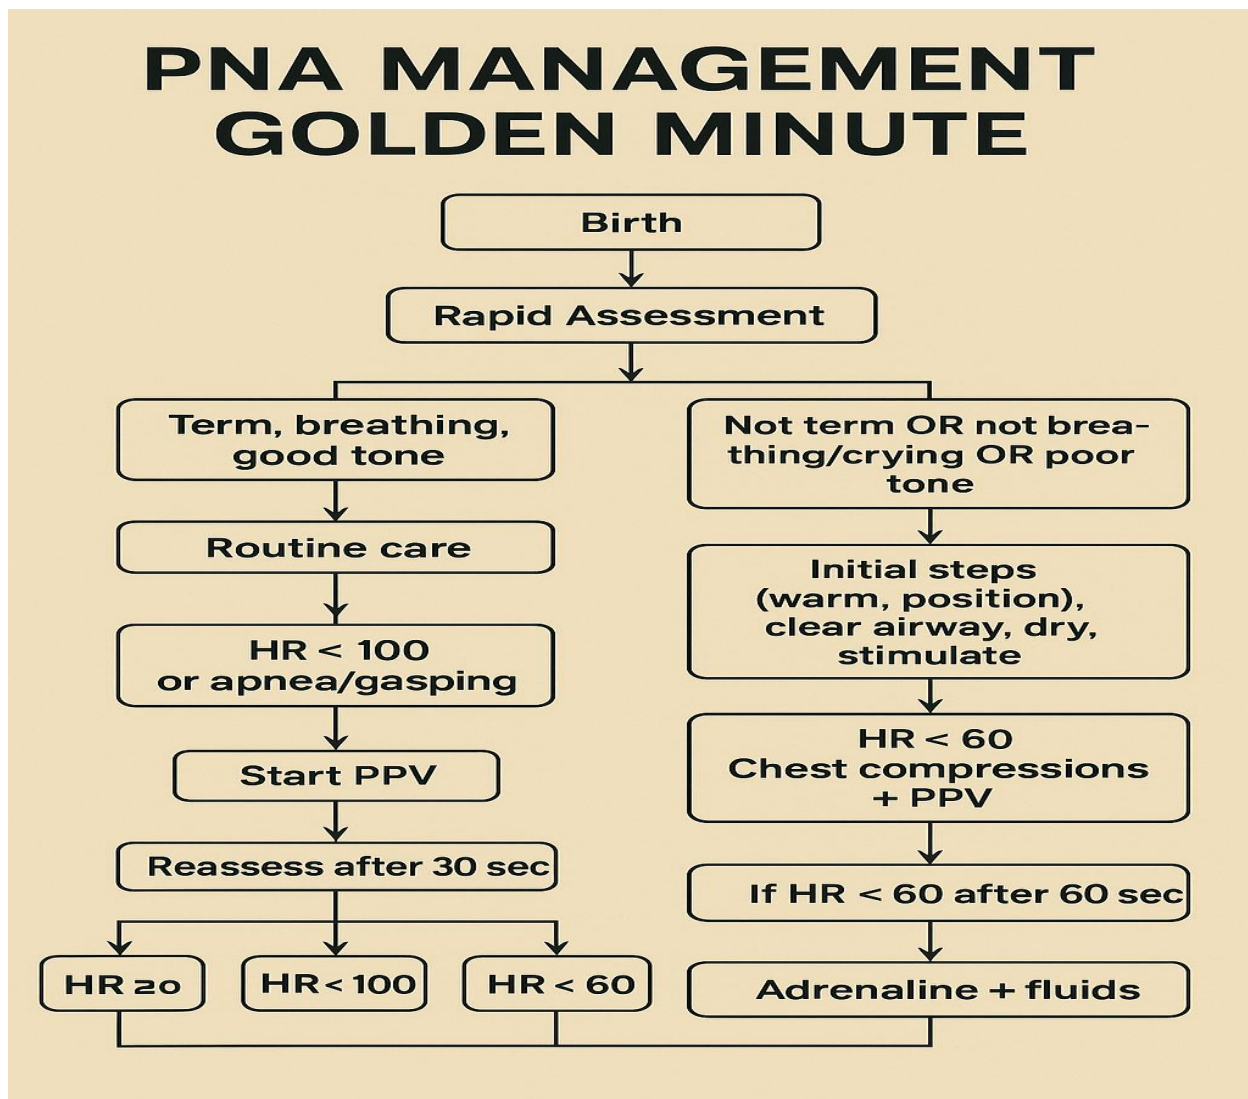 PNA MANAGEMENT
GOLDEN MINUTE
Birth
Rapid Assessment
Term, breathing,
good tone
Routine care
HR < 100
or apnea/gasping
Start PPV
Reassess after 30 sec
HR ≥0
HR < 100
HR < 60
Not term OR not brea-
thing/crying OR poor
tone
Initial steps
(warm, position),
clear airway, dry,
stimulate
HR < 60
Chest compressions
+ PPV
If HR < 60 after 60 sec
Adrenaline + fluids